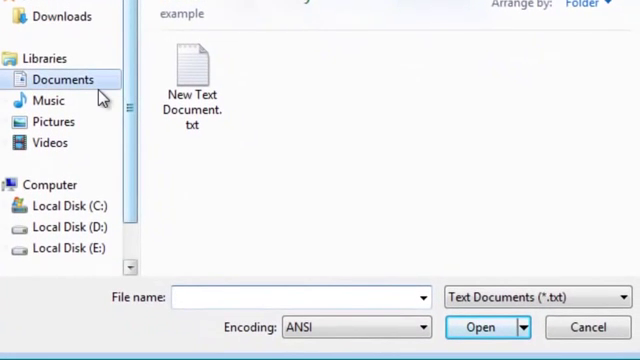 Downloads
Arrange by: Folder
example
Libraries
Documents
Music
Pictures
Videos
New Text
Document.
txt
Computer
Local Disk (C:)
Local Disk (D:)
Local Disk (E:)
File name:
Text Documents (*.txt)
Encoding: ANSI
Open
Cancel